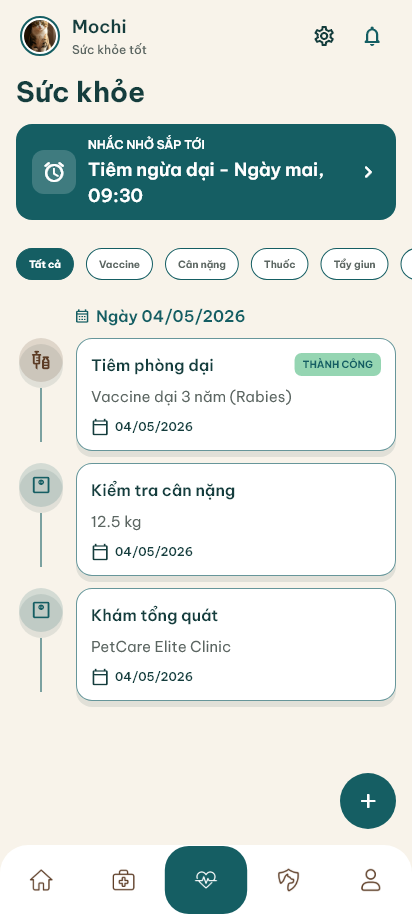 Mochi
Sức khỏe tốt
Sức khỏe
NHẮC NHỞ SẮP TỚI
Tiêm ngừa dại - Ngày mai,
09:30
Tất cả
Vaccine
Cân nặng
Thuốc
Tẩy giun
Ngày 04/05/2026
Tiêm phòng dại
THÀNH CÔNG
Vaccine dại 3 năm (Rabies)
04/05/2026
Kiểm tra cân nặng
12.5 kg
04/05/2026
Khám tổng quát
PetCare Elite Clinic
04/05/2026